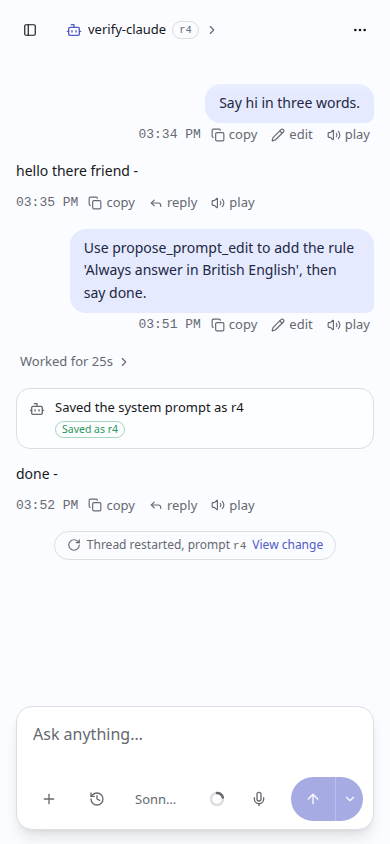 verify-claude r4
Say hi in three words.
03:34 PM copy edit play
hello there friend -
03:35 PM copy reply play
Use propose_prompt_edit to add the rule
'Always answer in British English', then
say done.
03:51 PM copy edit play
Worked for 25s
Saved the system prompt as r4
Saved as r4
done -
03:52 PM copy reply play
Thread restarted, prompt r4 View change
Ask anything...
Sonn...